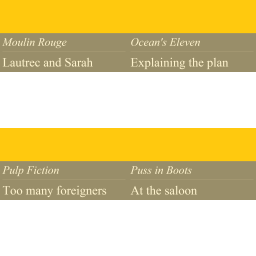 Moulin Rouge
Ocean's Eleven
Lautrec and Sarah
Explaining the plan
Pulp Fiction
Puss in Boots
Too many foreigners
At the saloon